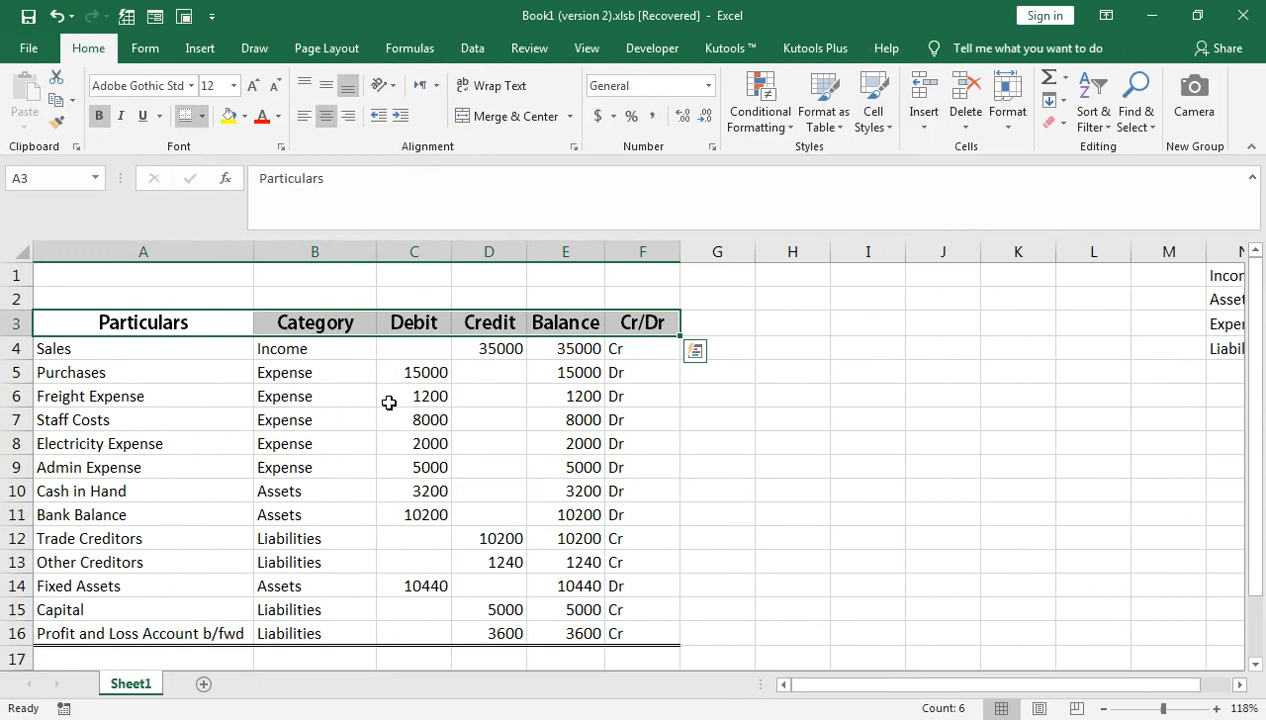 Book1 (version 2).xlsb [Recovered] - Excel
Sign in
File Home Form Insert Draw Page Layout Formulas Data Review View Developer Kutools ™ Kutools Plus Help Tell me what you want to do Share
Paste
Adobe Gothic Std 12
Wrap Text
General
Merge & Center
Conditional Formatting
Format as Table
Cell Styles
Insert
Delete
Format
Sort & Filter
Find & Select
Camera
Clipboard Font Alignment Number Styles Cells Editing New Group
A3 fx Particulars
A B C D E F G H I J K L M N
1 Incon
2 Asset
3 Particulars Category Debit Credit Balance Cr/Dr Exper
4 Sales Income 35000 35000 Cr Liabil
5 Purchases Expense 15000 15000 Dr
6 Freight Expense Expense 1200 1200 Dr
7 Staff Costs Expense 8000 8000 Dr
8 Electricity Expense Expense 2000 2000 Dr
9 Admin Expense Expense 5000 5000 Dr
10 Cash in Hand Assets 3200 3200 Dr
11 Bank Balance Assets 10200 10200 Dr
12 Trade Creditors Liabilities 10200 10200 Cr
13 Other Creditors Liabilities 1240 1240 Cr
14 Fixed Assets Assets 10440 10440 Dr
15 Capital Liabilities 5000 5000 Cr
16 Profit and Loss Account b/fwd Liabilities 3600 3600 Cr
17
Sheet1
Ready Count: 6 118%